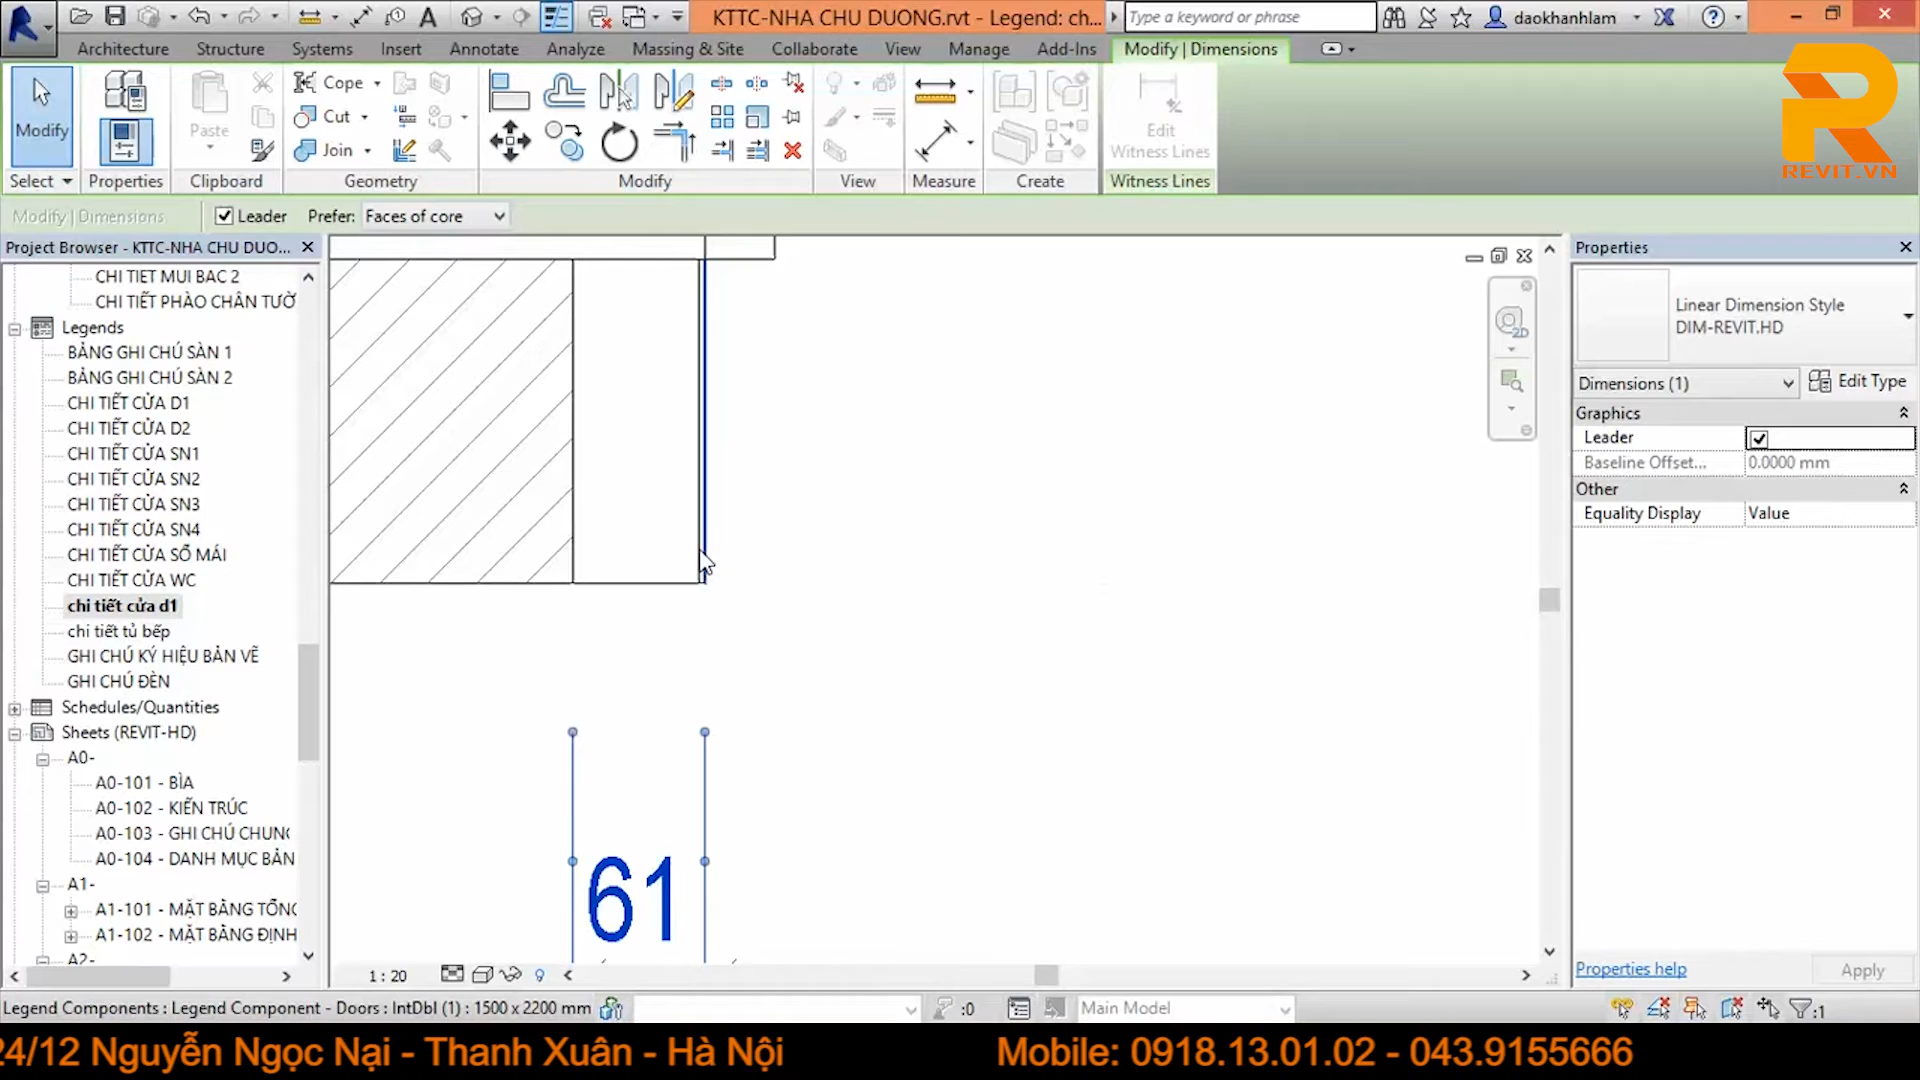 KTTC-NHA CHU DUONG.rvt - Legend: ch...
Type a keyword or phrase
daokhanhlam
Architecture Structure Systems Insert Annotate Analyze Massing & Site Collaborate View Manage Add-Ins Modify | Dimensions
Modify
Paste
Cope
Cut
Join
Edit
Witness Lines
Select Properties Clipboard Geometry Modify View Measure Create Witness Lines
REVIT.VN
Modify | Dimensions Leader Prefer: Faces of core
Project Browser - KTTC-NHA CHU DUO...
CHI TIET MUI BAC 2
CHI TIẾT PHÀO CHÂN TƯỜ
Legends
BẢNG GHI CHÚ SÀN 1
BẢNG GHI CHÚ SÀN 2
CHI TIẾT CỬA D1
CHI TIẾT CỬA D2
CHI TIẾT CỬA SN1
CHI TIẾT CỬA SN2
CHI TIẾT CỬA SN3
CHI TIẾT CỬA SN4
CHI TIẾT CỬA SỔ MÁI
CHI TIẾT CỬA WC
chi tiết cửa d1
chi tiết tủ bếp
GHI CHÚ KÝ HIỆU BẢN VẼ
GHI CHÚ ĐÈN
Schedules/Quantities
Sheets (REVIT-HD)
A0-
A0-101 - BÌA
A0-102 - KIẾN TRÚC
A0-103 - GHI CHÚ CHUNG
A0-104 - DANH MỤC BẢN
A1-
A1-101 - MẶT BẰNG TỔNG
A1-102 - MẶT BẰNG ĐỊNH
A2-
61
2D
1 : 20
Properties
Linear Dimension Style
DIM-REVIT.HD
Dimensions (1) Edit Type
Graphics
Leader
Baseline Offset... 0.0000 mm
Other
Equality Display Value
Properties help Apply
Legend Components : Legend Component - Doors : IntDbl (1) : 1500 x 2200 mm :0 Main Model :1
24/12 Nguyễn Ngọc Nại - Thanh Xuân - Hà Nội Mobile: 0918.13.01.02 - 043.9155666